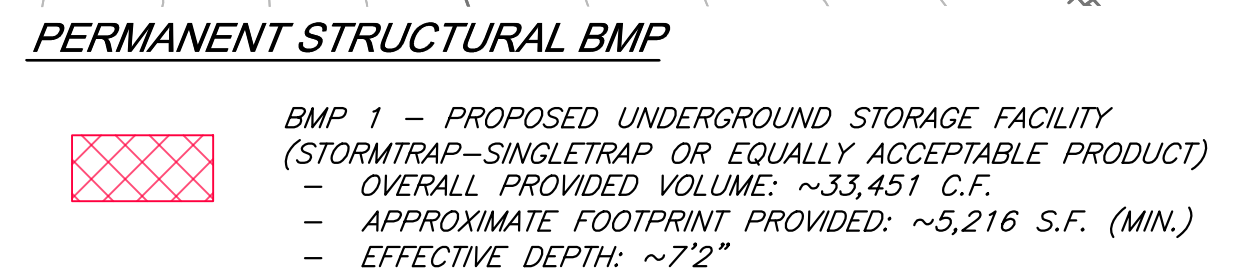 PERMANENT STRUCTURAL BMP
BMP 1 – PROPOSED UNDERGROUND STORAGE FACILITY
(STORMTRAP–SINGLETRAP OR EQUALLY ACCEPTABLE PRODUCT)
– OVERALL PROVIDED VOLUME: ~33,451 C.F.
– APPROXIMATE FOOTPRINT PROVIDED: ~5,216 S.F. (MIN.)
– EFFECTIVE DEPTH: ~7'2"